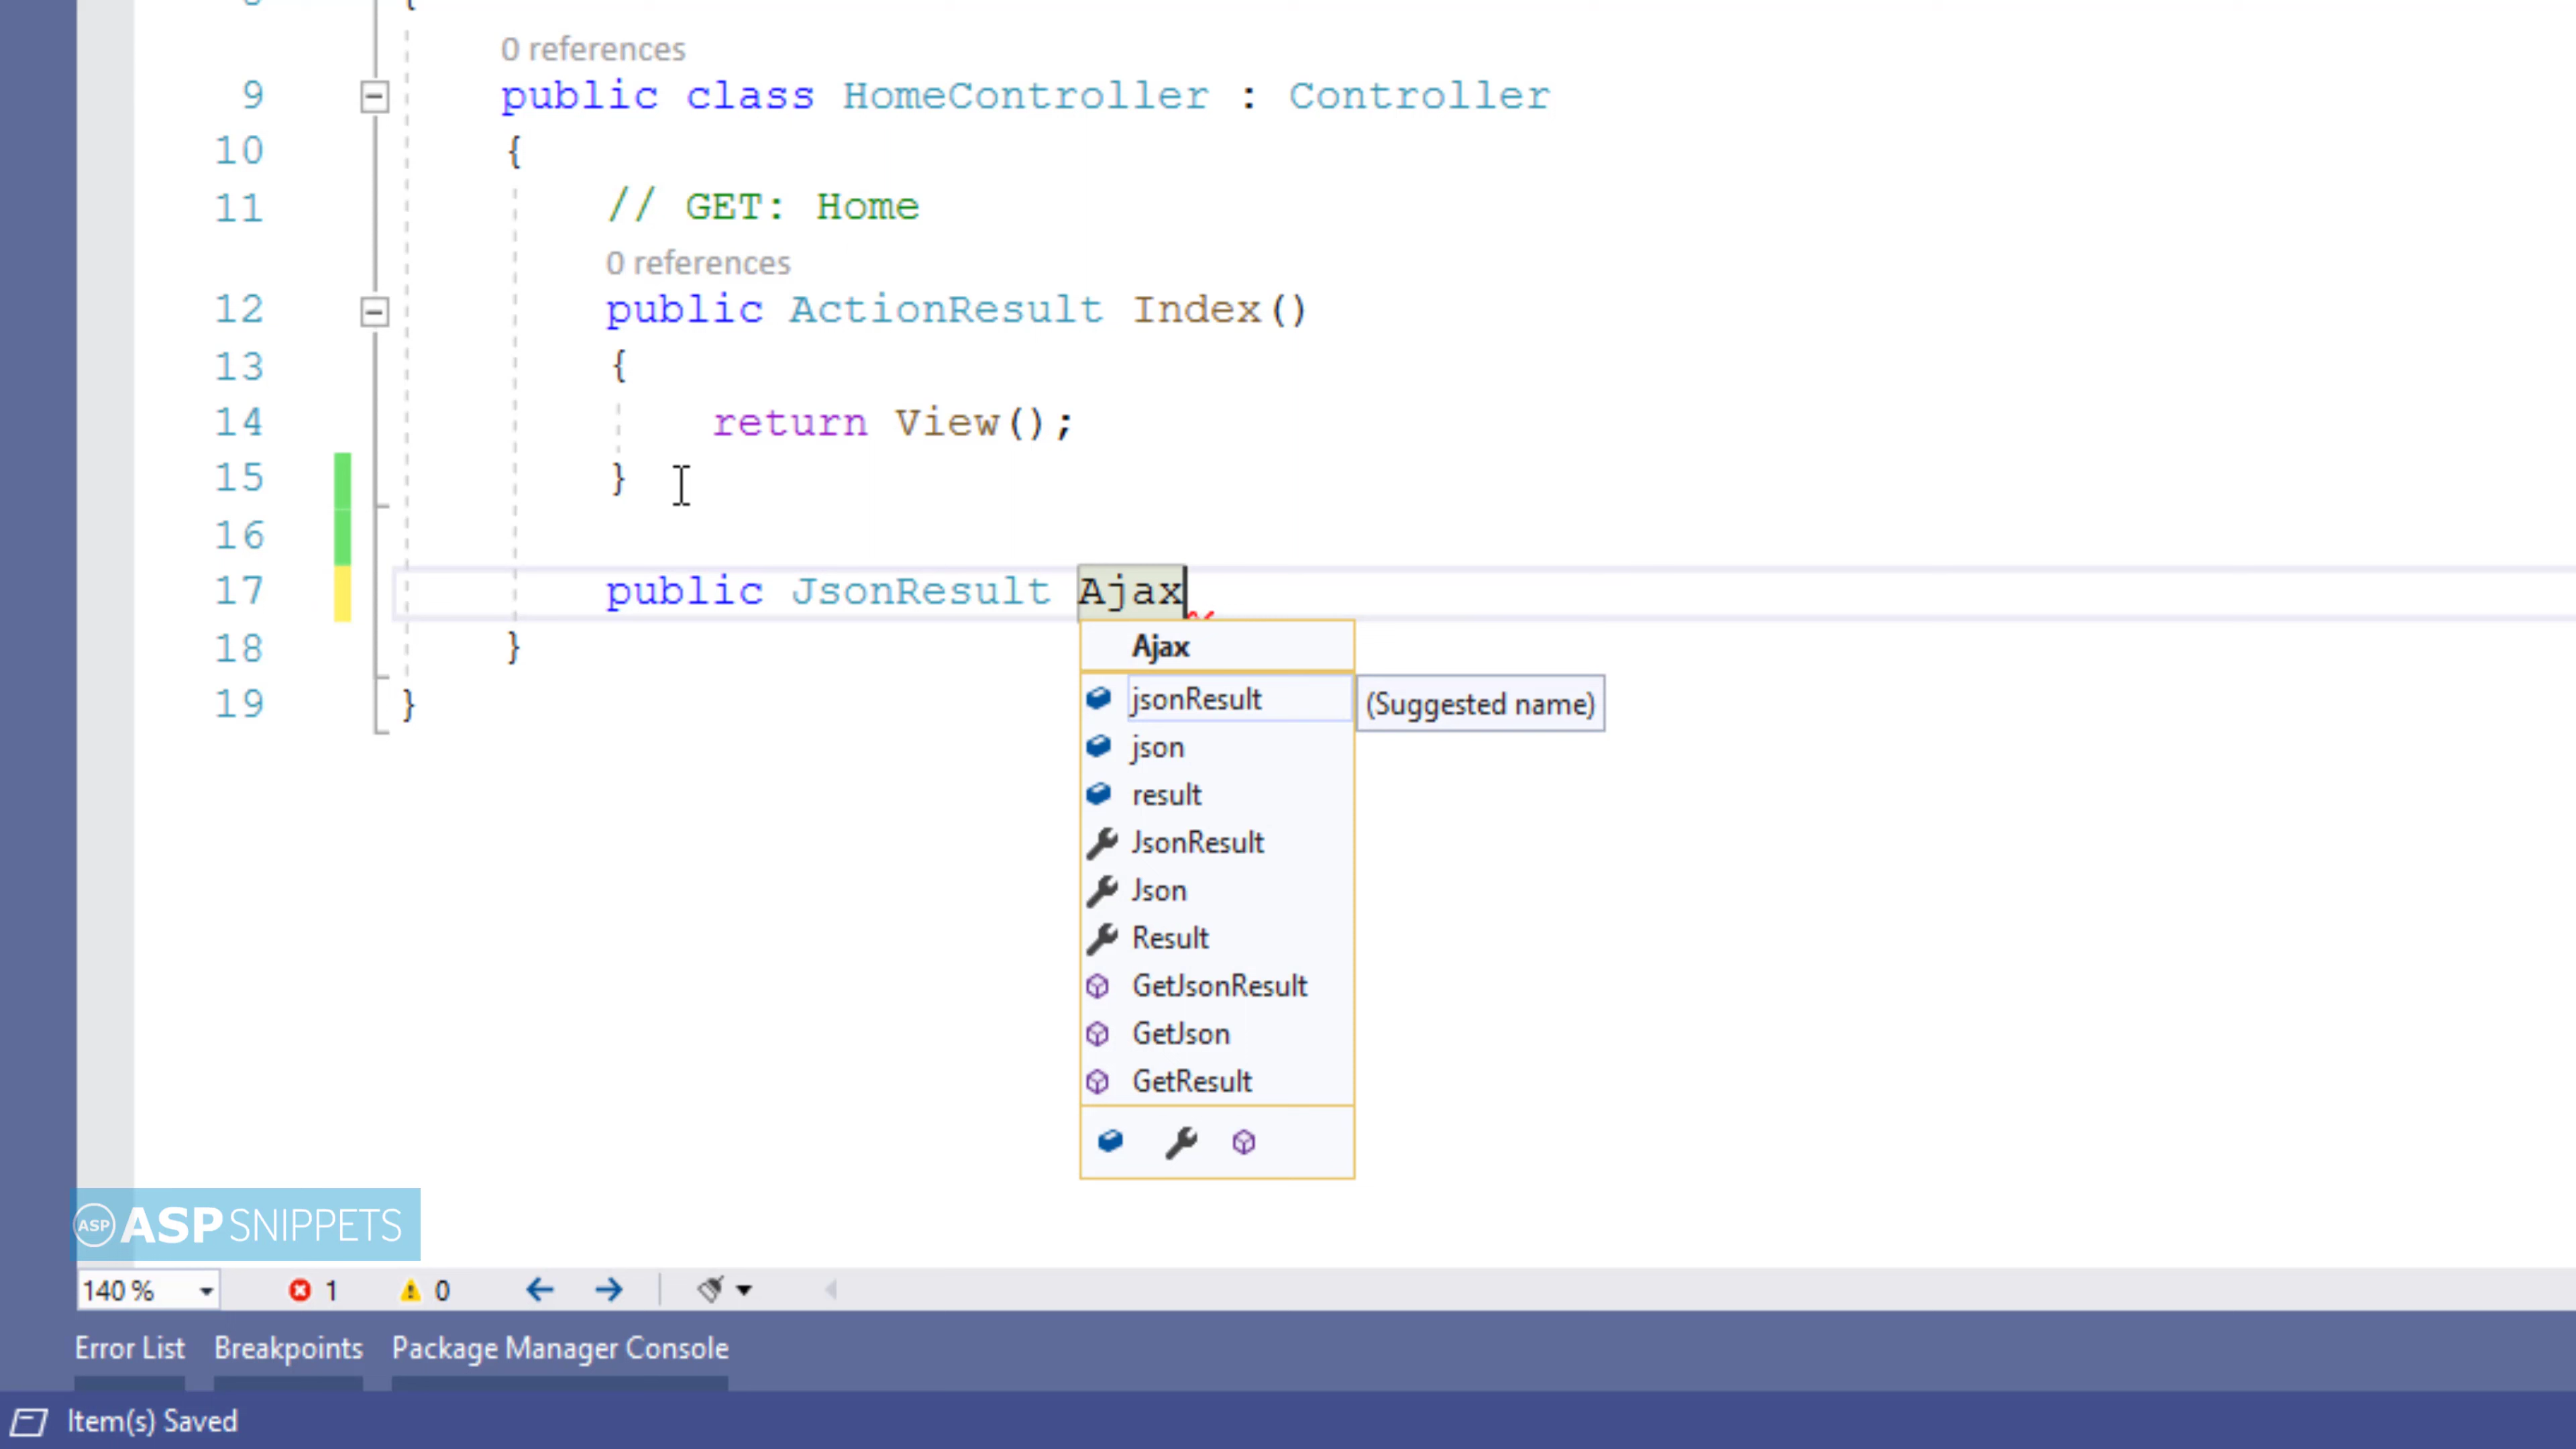 0 references
9 public class HomeController : Controller
10 {
11 // GET: Home
0 references
12 public ActionResult Index()
13 {
14 return View();
15 }
16
17 public JsonResult Ajax
18 }
19 }
Ajax
jsonResult (Suggested name)
json
result
JsonResult
Json
Result
GetJsonResult
GetJson
GetResult
ASP ASPSNIPPETS
140 % 1 0
Error List Breakpoints Package Manager Console
Item(s) Saved